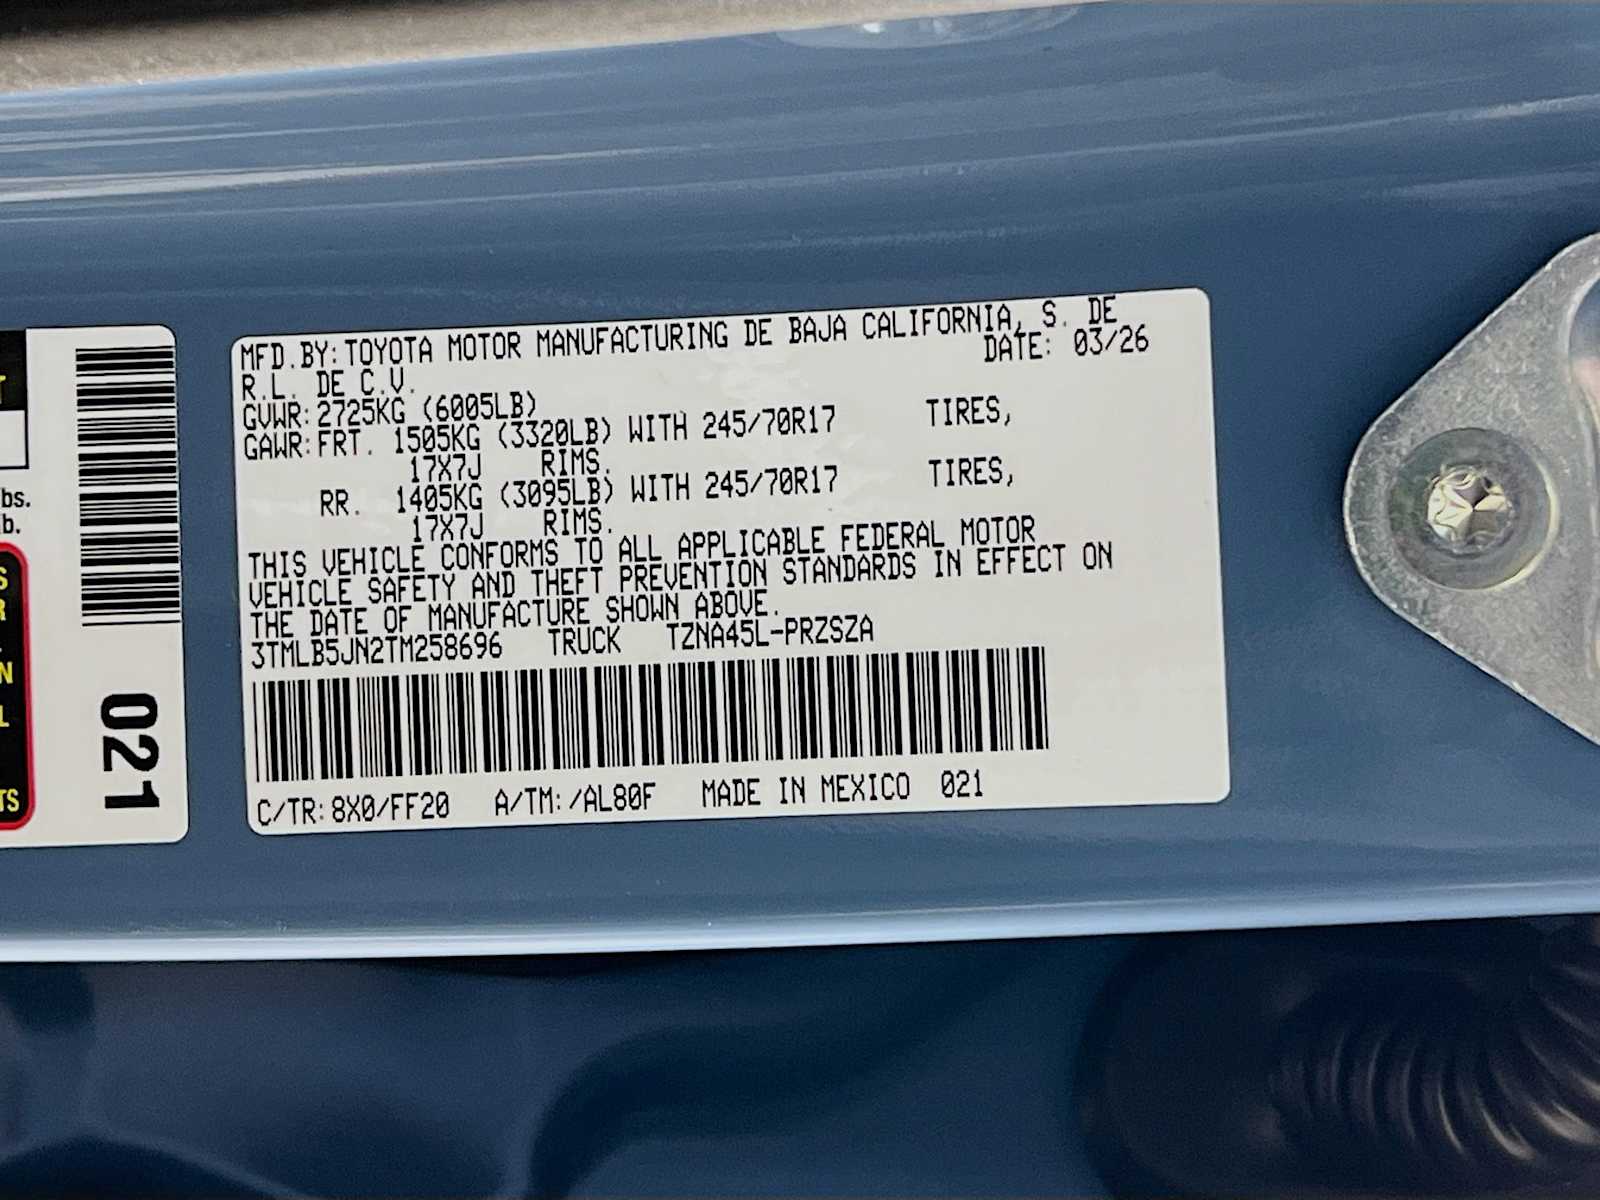 MFD.BY:TOYOTA MOTOR MANUFACTURING DE BAJA CALIFORNIA, S. DE
R.L. DE C.V. DATE: 03/26
GVWR:2725KG (6005LB)
GAWR:FRT. 1505KG (3320LB) WITH 245/70R17 TIRES,
17X7J RIMS.
RR. 1405KG (3095LB) WITH 245/70R17 TIRES,
17X7J RIMS.
THIS VEHICLE CONFORMS TO ALL APPLICABLE FEDERAL MOTOR
VEHICLE SAFETY AND THEFT PREVENTION STANDARDS IN EFFECT ON
THE DATE OF MANUFACTURE SHOWN ABOVE.
3TMLB5JN2TM258696 TRUCK TZNA45L-PRZSZA
C/TR:8X0/FF20 A/TM:/AL80F MADE IN MEXICO 021
021